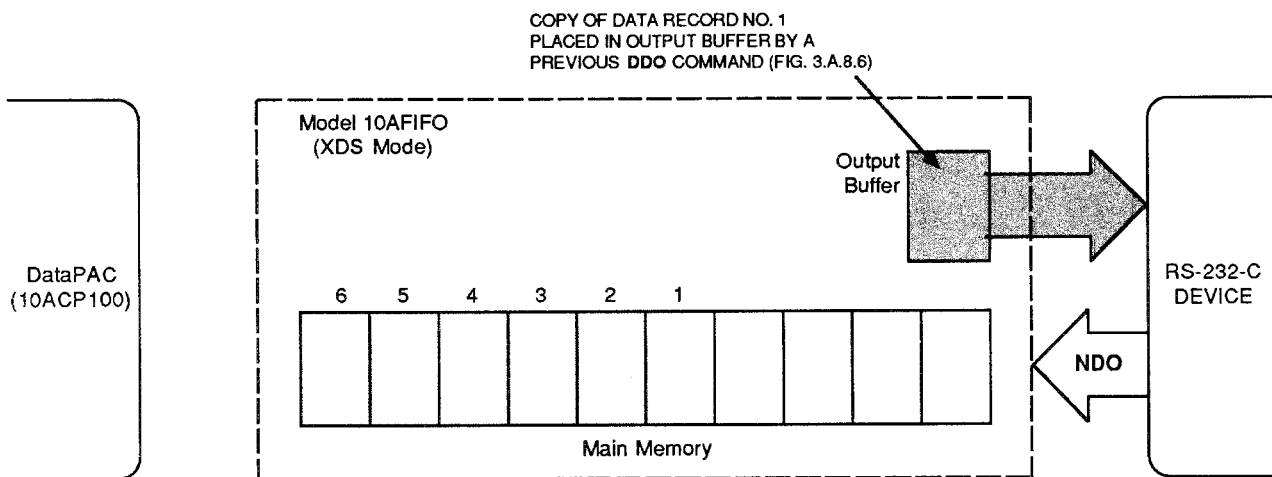 COPY OF DATA RECORD NO. 1
PLACED IN OUTPUT BUFFER BY A
PREVIOUS DDO COMMAND (FIG. 3.A.8.6)
Model 10AFIFO
(XDS Mode)
Output
Buffer
DataPAC
(10ACP100)
RS-232-C
DEVICE
6 5 4 3 2 1
NDO
Main Memory